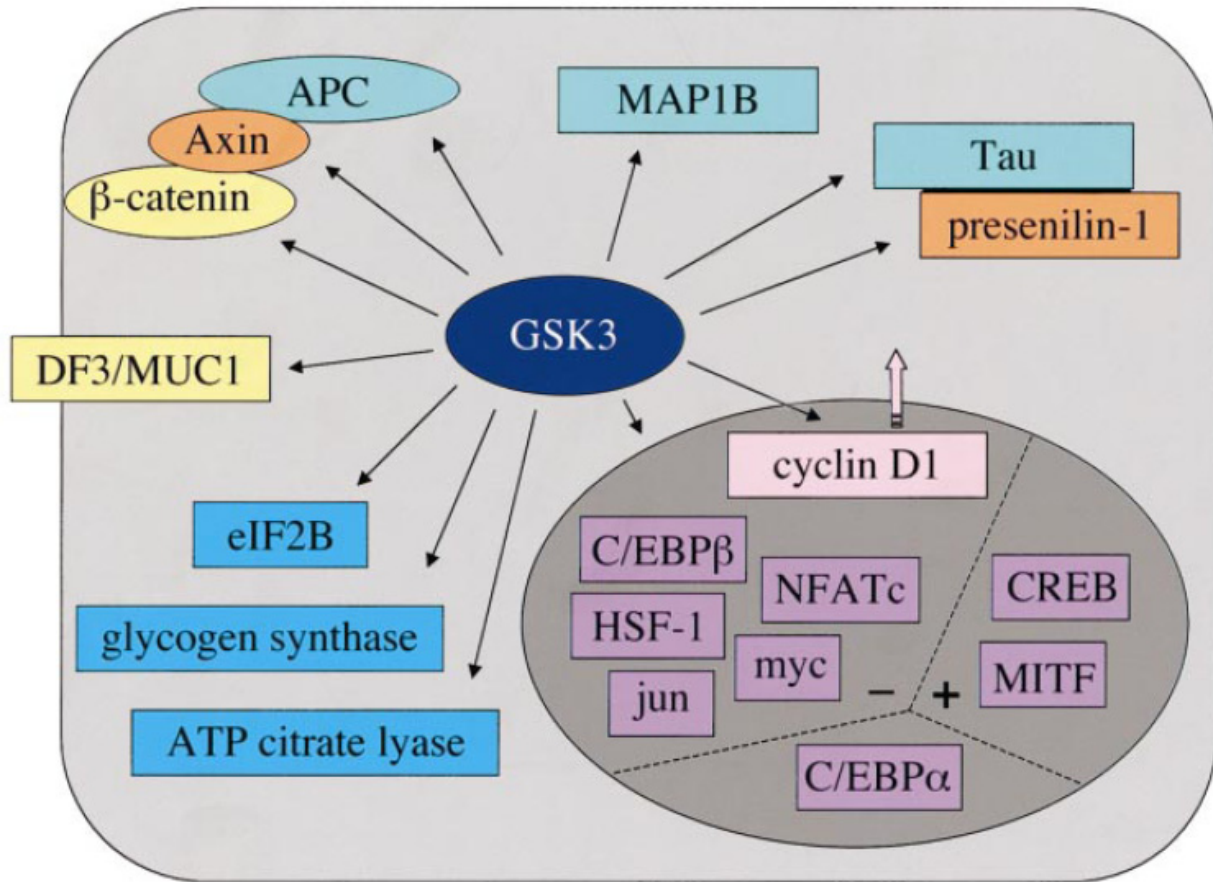 APC
MAP1B
Axin
Tau
β-catenin
presenilin-1
GSK3
DF3/MUC1
cyclin D1
eIF2B
C/EBPβ
NFATc
CREB
HSF-1
glycogen synthase
myc
MITF
jun
− +
ATP citrate lyase
C/EBPα